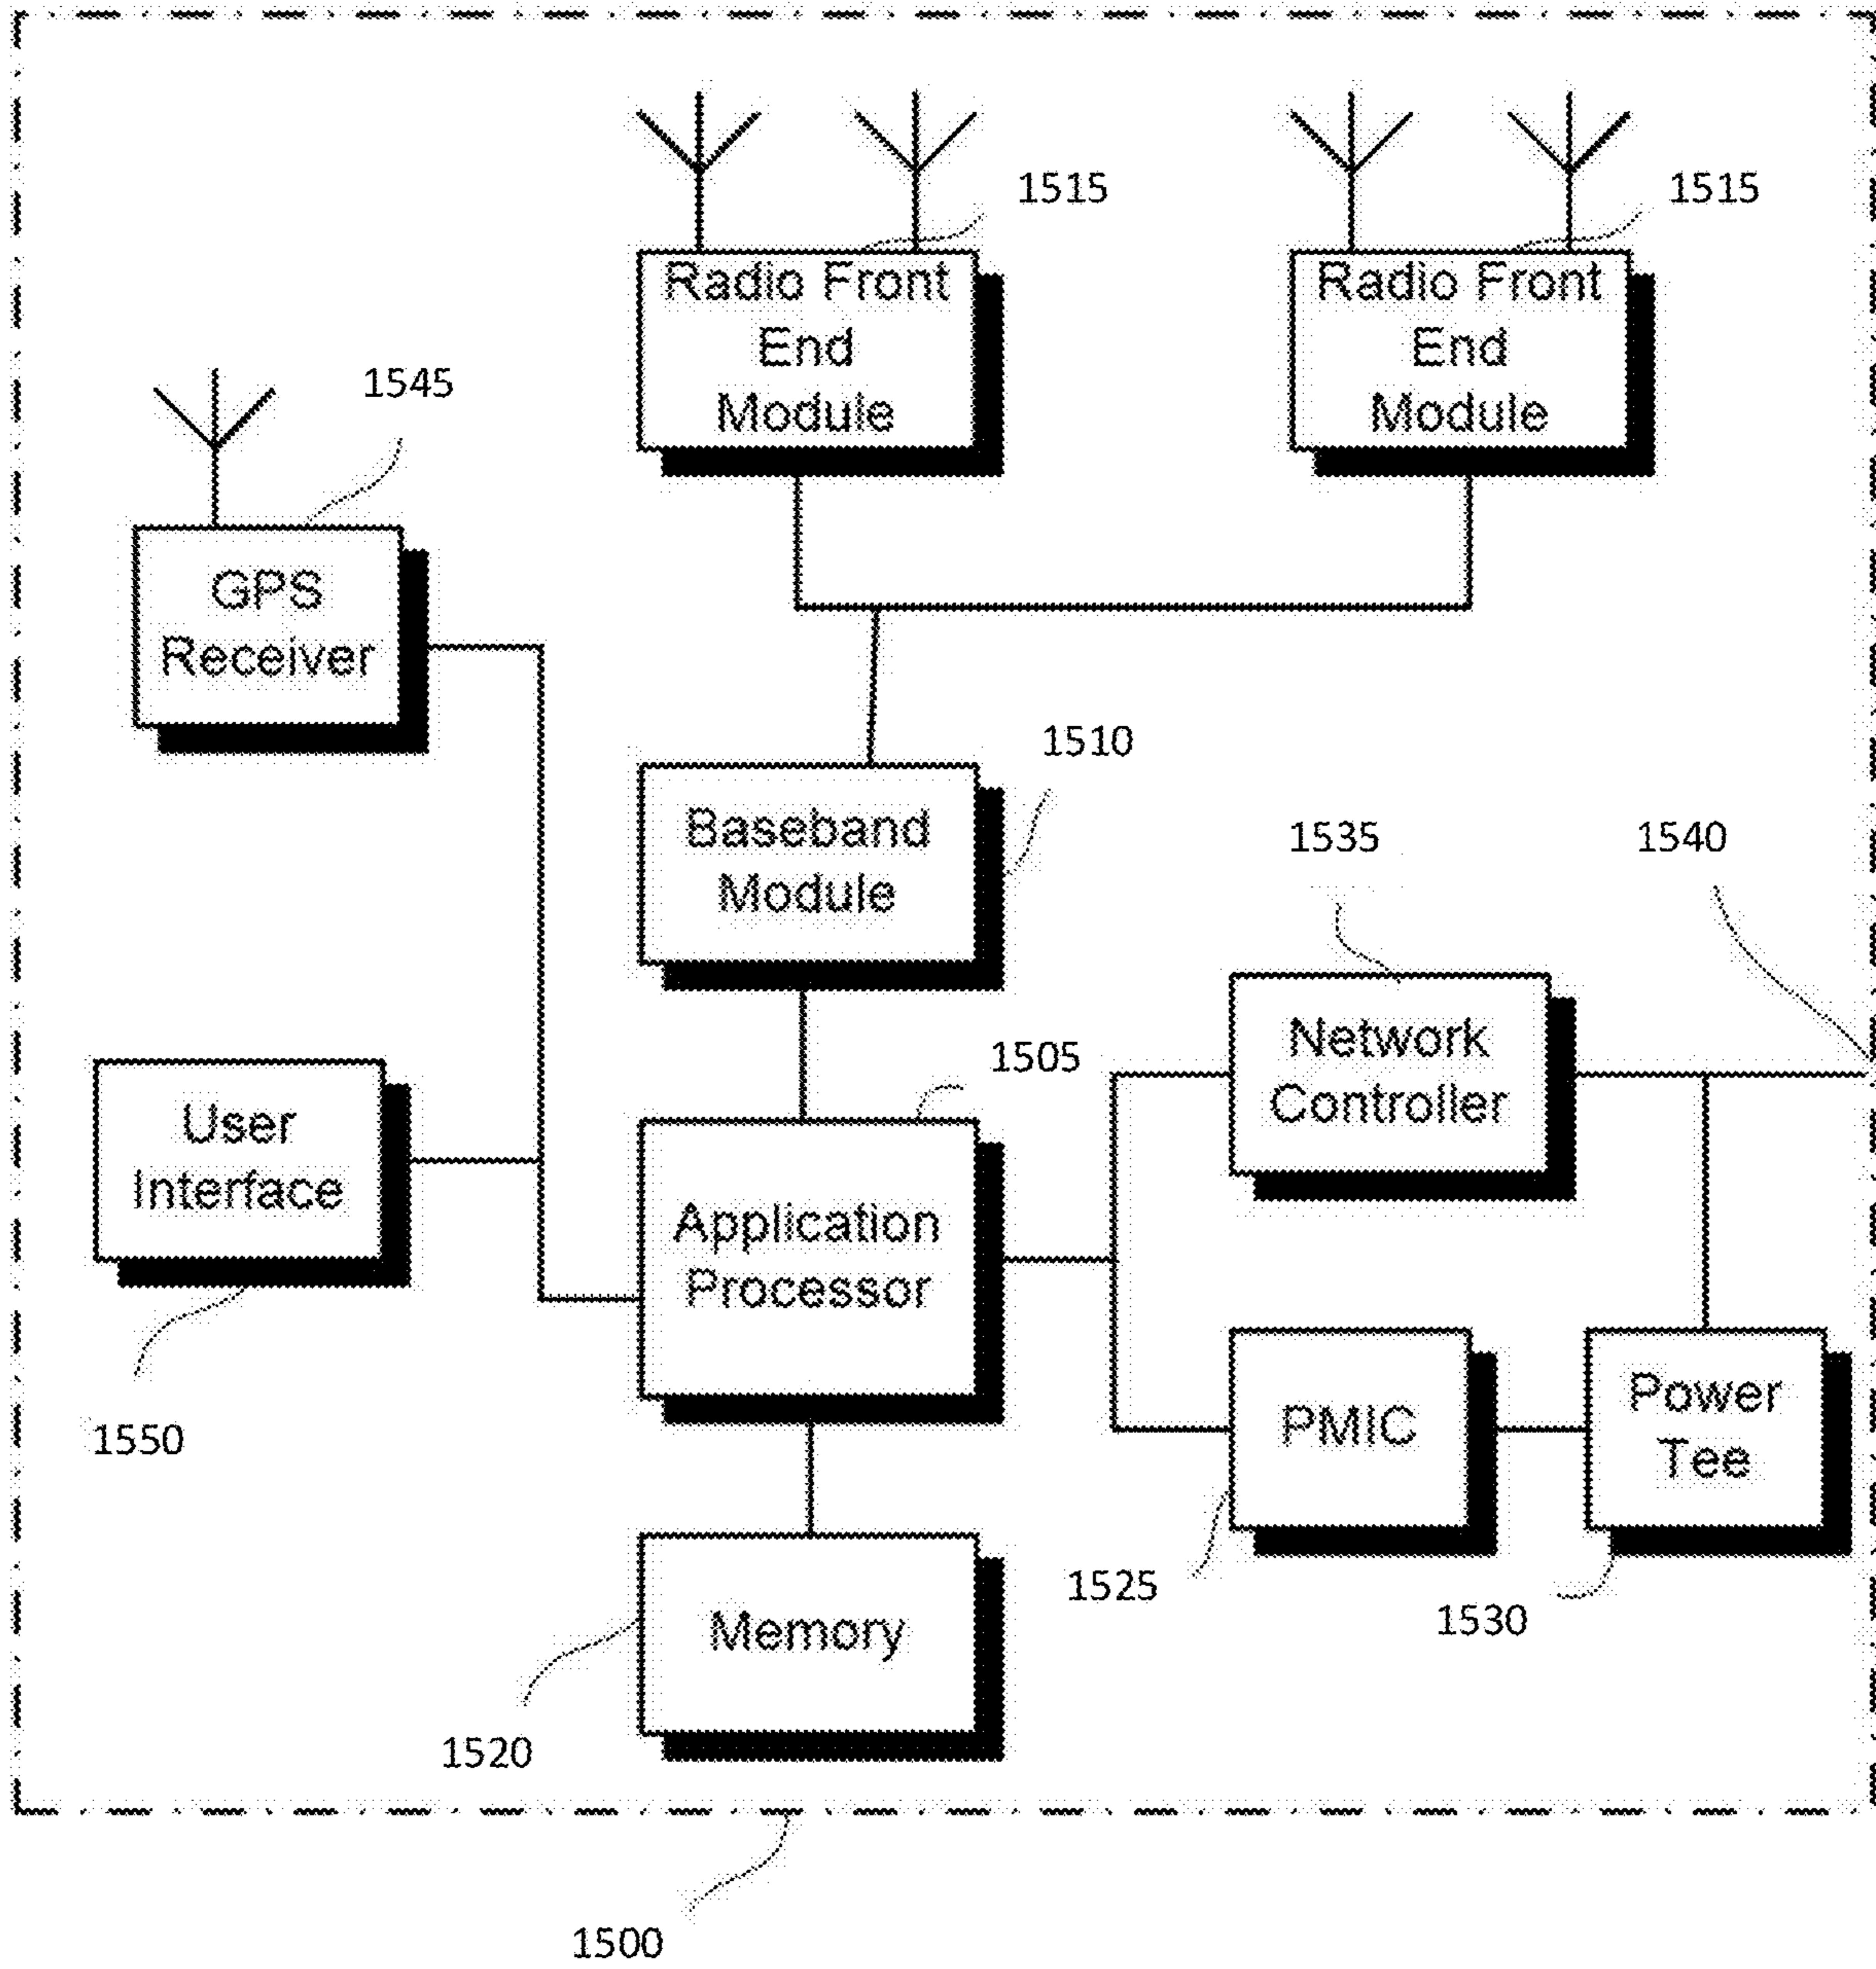 1515
1515
Radio Front
End
Module
Radio Front
End
Module
1545
GPS
Receiver
1510
Baseband
Module
1535
1540
Network
Controller
1505
User
Interface
Application
Processor
1550
PMIC
Power
Tee
1525
1530
Memory
1520
1500